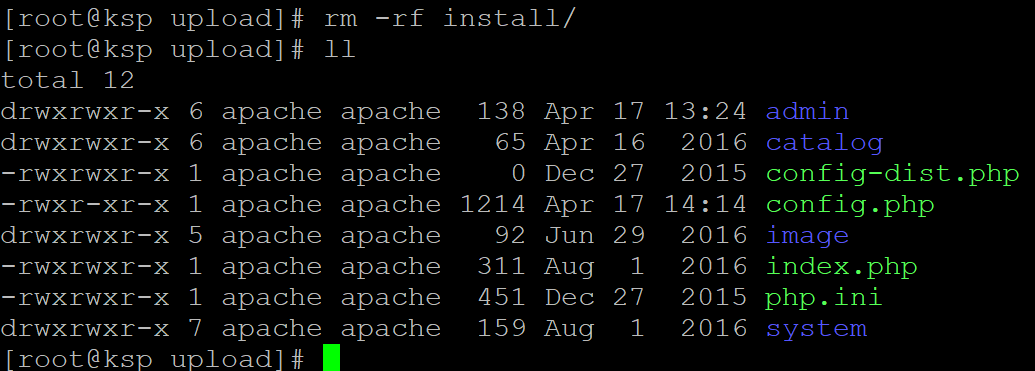 [root@ksp upload]# rm -rf install/
[root@ksp upload]# ll
total 12
drwxrwxr-x 6 apache apache  138 Apr 17 13:24 admin
drwxrwxr-x 6 apache apache   65 Apr 16  2016 catalog
-rwxrwxr-x 1 apache apache    0 Dec 27  2015 config-dist.php
-rwxr-xr-x 1 apache apache 1214 Apr 17 14:14 config.php
drwxrwxr-x 5 apache apache   92 Jun 29  2016 image
-rwxrwxr-x 1 apache apache  311 Aug  1  2016 index.php
-rwxrwxr-x 1 apache apache  451 Dec 27  2015 php.ini
drwxrwxr-x 7 apache apache  159 Aug  1  2016 system
[root@ksp upload]#